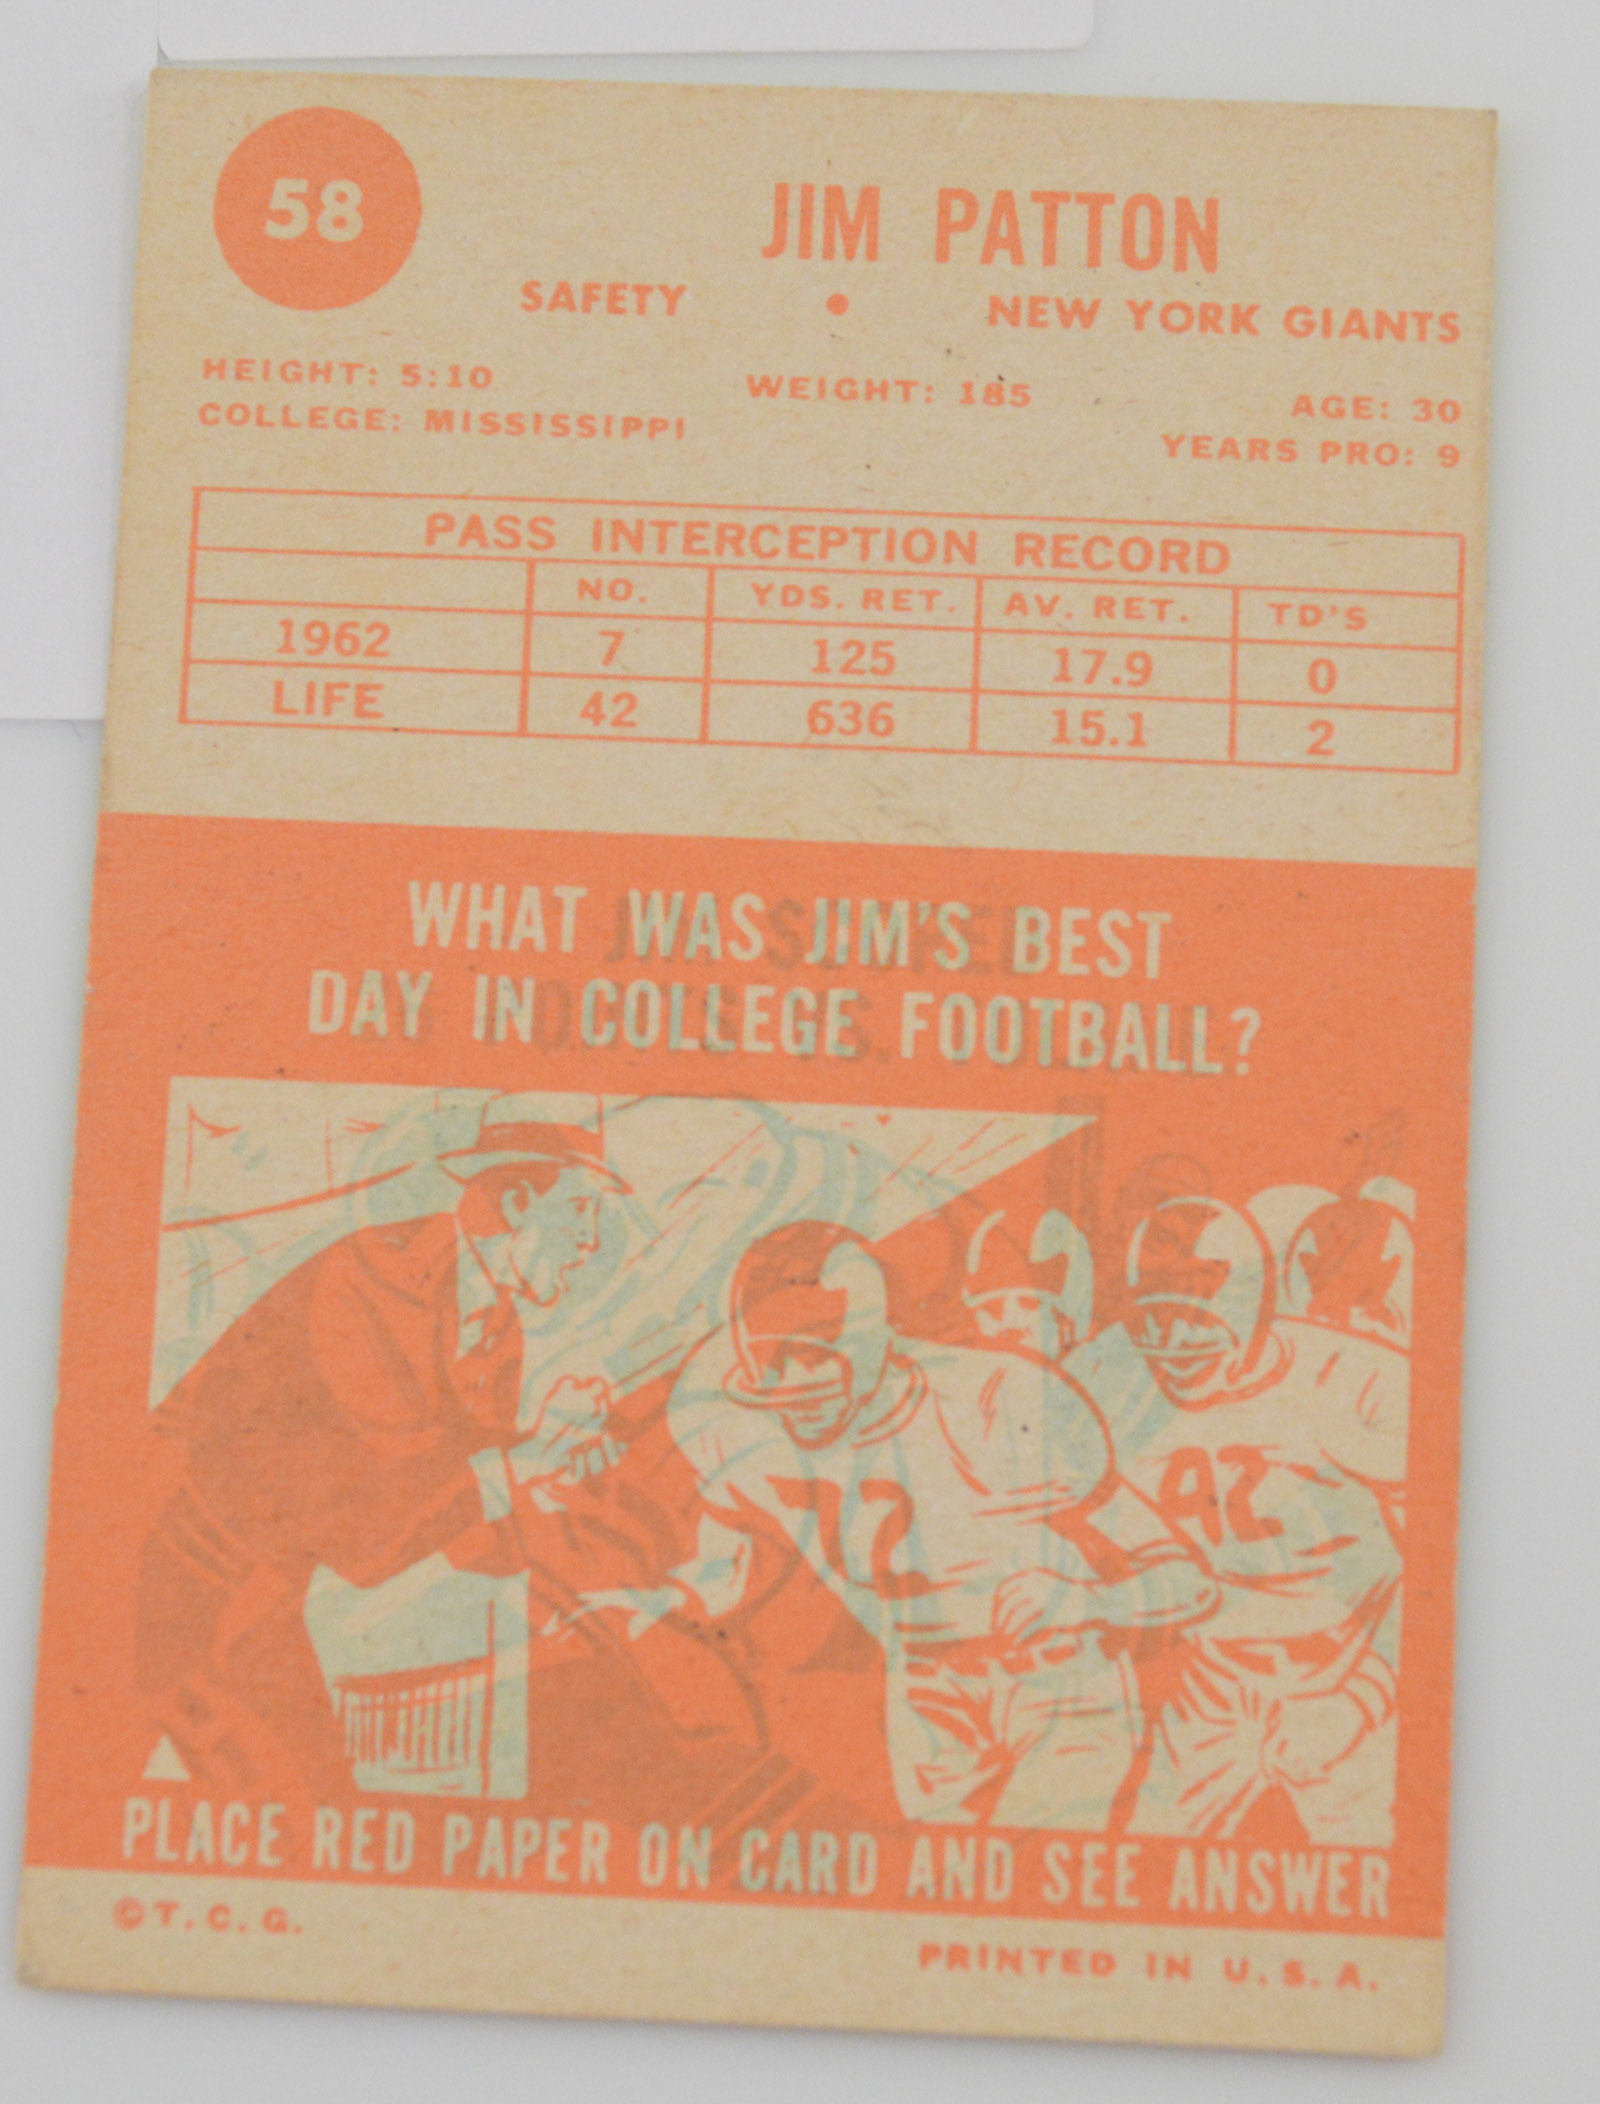 58
JIM PATTON
SAFETY • NEW YORK GIANTS
HEIGHT: 5:10 WEIGHT: 185 AGE: 30
COLLEGE: MISSISSIPPI YEARS PRO: 9
PASS INTERCEPTION RECORD
NO. YDS. RET. AV. RET. TD'S
1962 7 125 17.9 0
LIFE 42 636 15.1 2
WHAT WAS JIM'S BEST
DAY IN COLLEGE FOOTBALL?
72
92
PLACE RED PAPER ON CARD AND SEE ANSWER
©T.C.G.
PRINTED IN U.S.A.